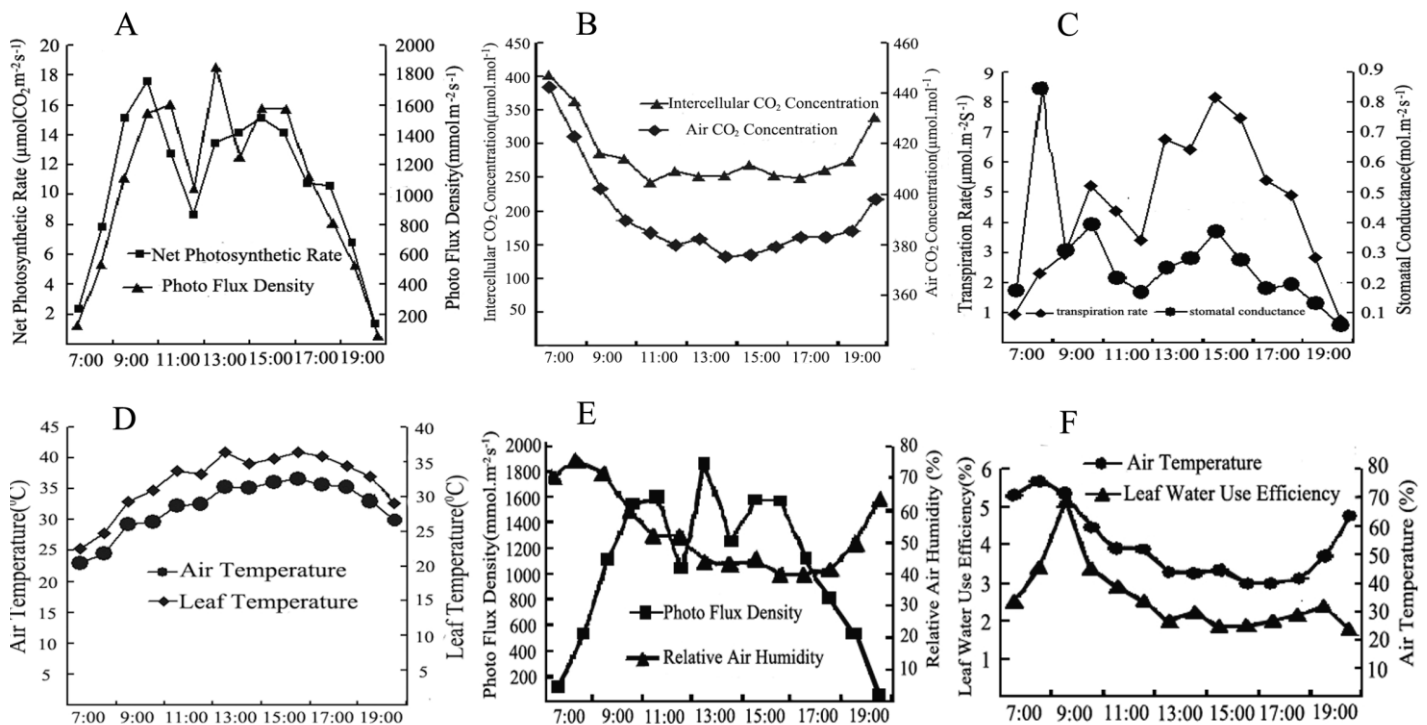 A
Net Photosynthetic Rate (μmolCO2m-2s-1)
20
18
16
14
12
10
8
6
4
2
2000
1800
1600
1400
1200
1000
800
600
400
200
Photo Flux Density(mmolm-2s-1)
Net Photosynthetic Rate
Photo Flux Density
7:00 9:00 11:00 13:00 15:00 17:00 19:00
B
Intercellular CO2 Concentration(μmol.mol-1)
450
400
350
300
250
200
150
100
50
460
440
420
400
380
360
Air CO2 Concentration(μmol.mol-1)
Intercellular CO2 Concentration
Air CO2 Concentration
7:00 9:00 11:00 13:00 15:00 17:00 19:00
C
Transpiration Rate(μmol.m-2S-1)
9
8
7
6
5
4
3
2
1
0.9
0.8
0.7
0.6
0.5
0.4
0.3
0.2
0.1
Stomatal Conductance(mol.m-2s-1)
transpiration rate
stomatal conductance
7:00 9:00 11:00 13:00 15:00 17:00 19:00
D
Air Temperature(0C)
45
40
35
30
25
20
15
10
5
40
35
30
25
20
15
10
5
Leaf Temperature(0C)
Air Temperature
Leaf Temperature
7:00 9:00 11:00 13:00 15:00 17:00 19:00
E
Photo Flux Density(mmol.m-2s-1)
2000
1800
1600
1400
1200
1000
800
600
400
200
80
70
60
50
40
30
20
10
Relative Air Humidity (%)
Photo Flux Density
Relative Air Humidity
7:00 9:00 11:00 13:00 15:00 17:00 19:00
F
Leaf Water Use Efficiency(%)
6
5
4
3
2
1
80
70
60
50
40
30
20
10
Air Temperature (%)
Air Temperature
Leaf Water Use Efficiency
7:00 9:00 11:00 13:00 15:00 17:00 19:00